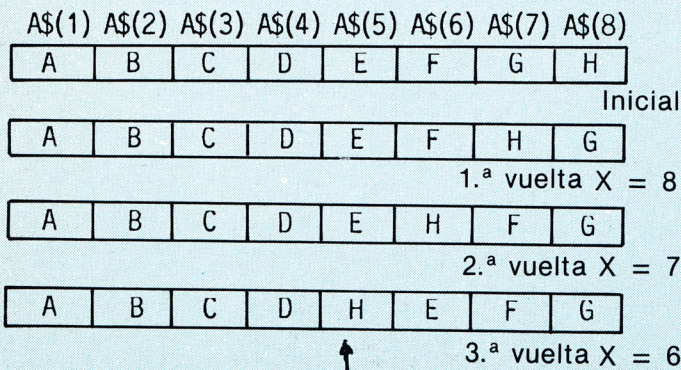 A$(1) A$(2) A$(3) A$(4) A$(5) A$(6) A$(7) A$(8)
A B C D E F G H
Inicial
A B C D E F H G
1.ª vuelta X = 8
A B C D E H F G
2.ª vuelta X = 7
A B C D H E F G
3.ª vuelta X = 6